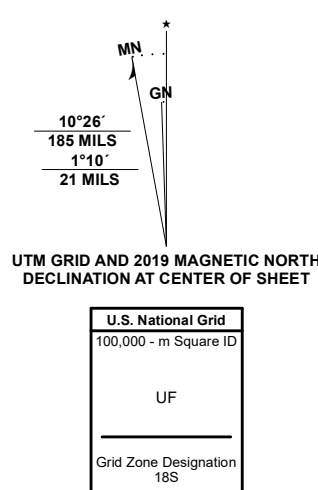 ★
MN
GN
10°26´
185 MILS
1°10´
21 MILS
UTM GRID AND 2019 MAGNETIC NORTH
DECLINATION AT CENTER OF SHEET
U.S. National Grid
100,000 - m Square ID
UF
Grid Zone Designation
18S